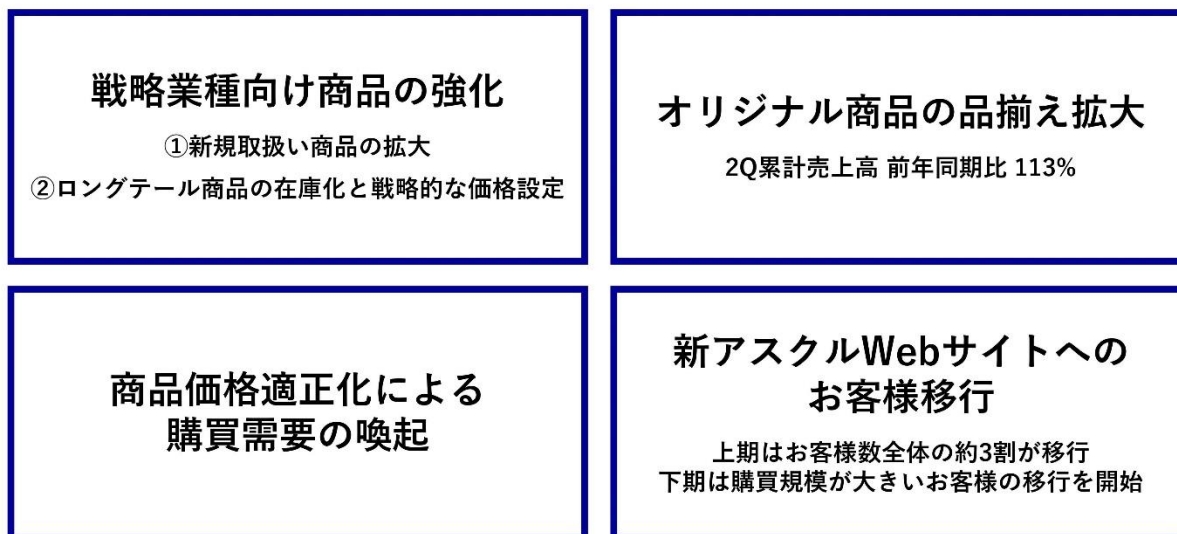 戦略業種向け商品の強化
①新規取扱い商品の拡大
②ロングテール商品の在庫化と戦略的な価格設定
オリジナル商品の品揃え拡大
2Q累計売上高 前年同期比 113%
商品価格適正化による
購買需要の喚起
新アスクルWebサイトへの
お客様移行
上期はお客様数全体の約3割が移行
下期は購買規模が大きいお客様の移行を開始